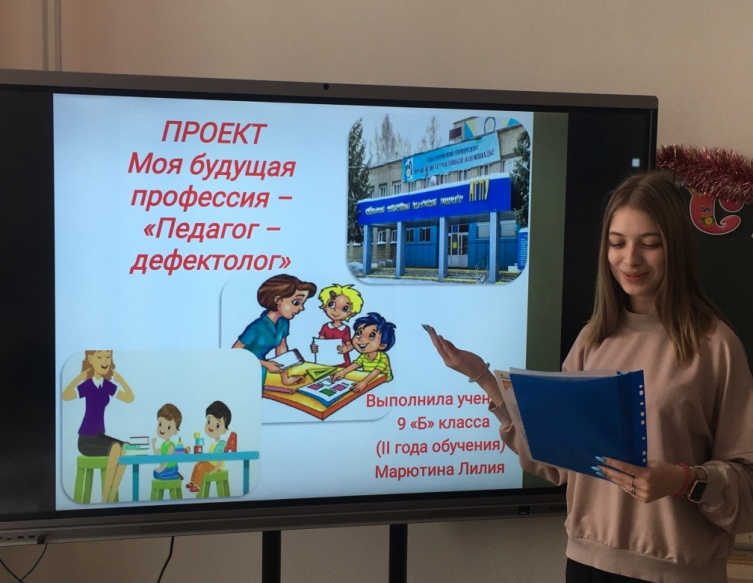 ПРОЕКТ
Моя будущая
профессия –
«Педагог –
дефектолог»
Выполнила учен
9 «Б» класса
(II года обучения)
Марютина Лилия